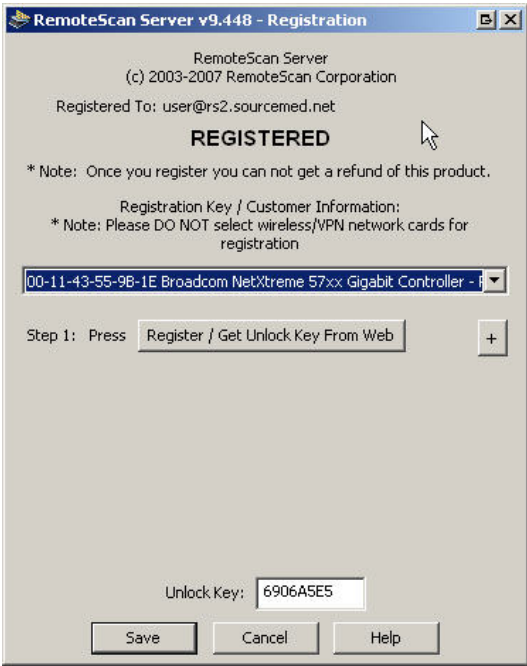 RemoteScan Server v9.448 - Registration
RemoteScan Server
(c) 2003-2007 RemoteScan Corporation
Registered To: user@rs2.sourcemed.net
REGISTERED
* Note: Once you register you can not get a refund of this product.
Registration Key / Customer Information:
* Note: Please DO NOT select wireless/VPN network cards for
registration
00-11-43-55-9B-1E Broadcom NetXtreme 57xx Gigabit Controller -
Step 1: Press Register / Get Unlock Key From Web +
Unlock Key: 6906A5E5
Save Cancel Help